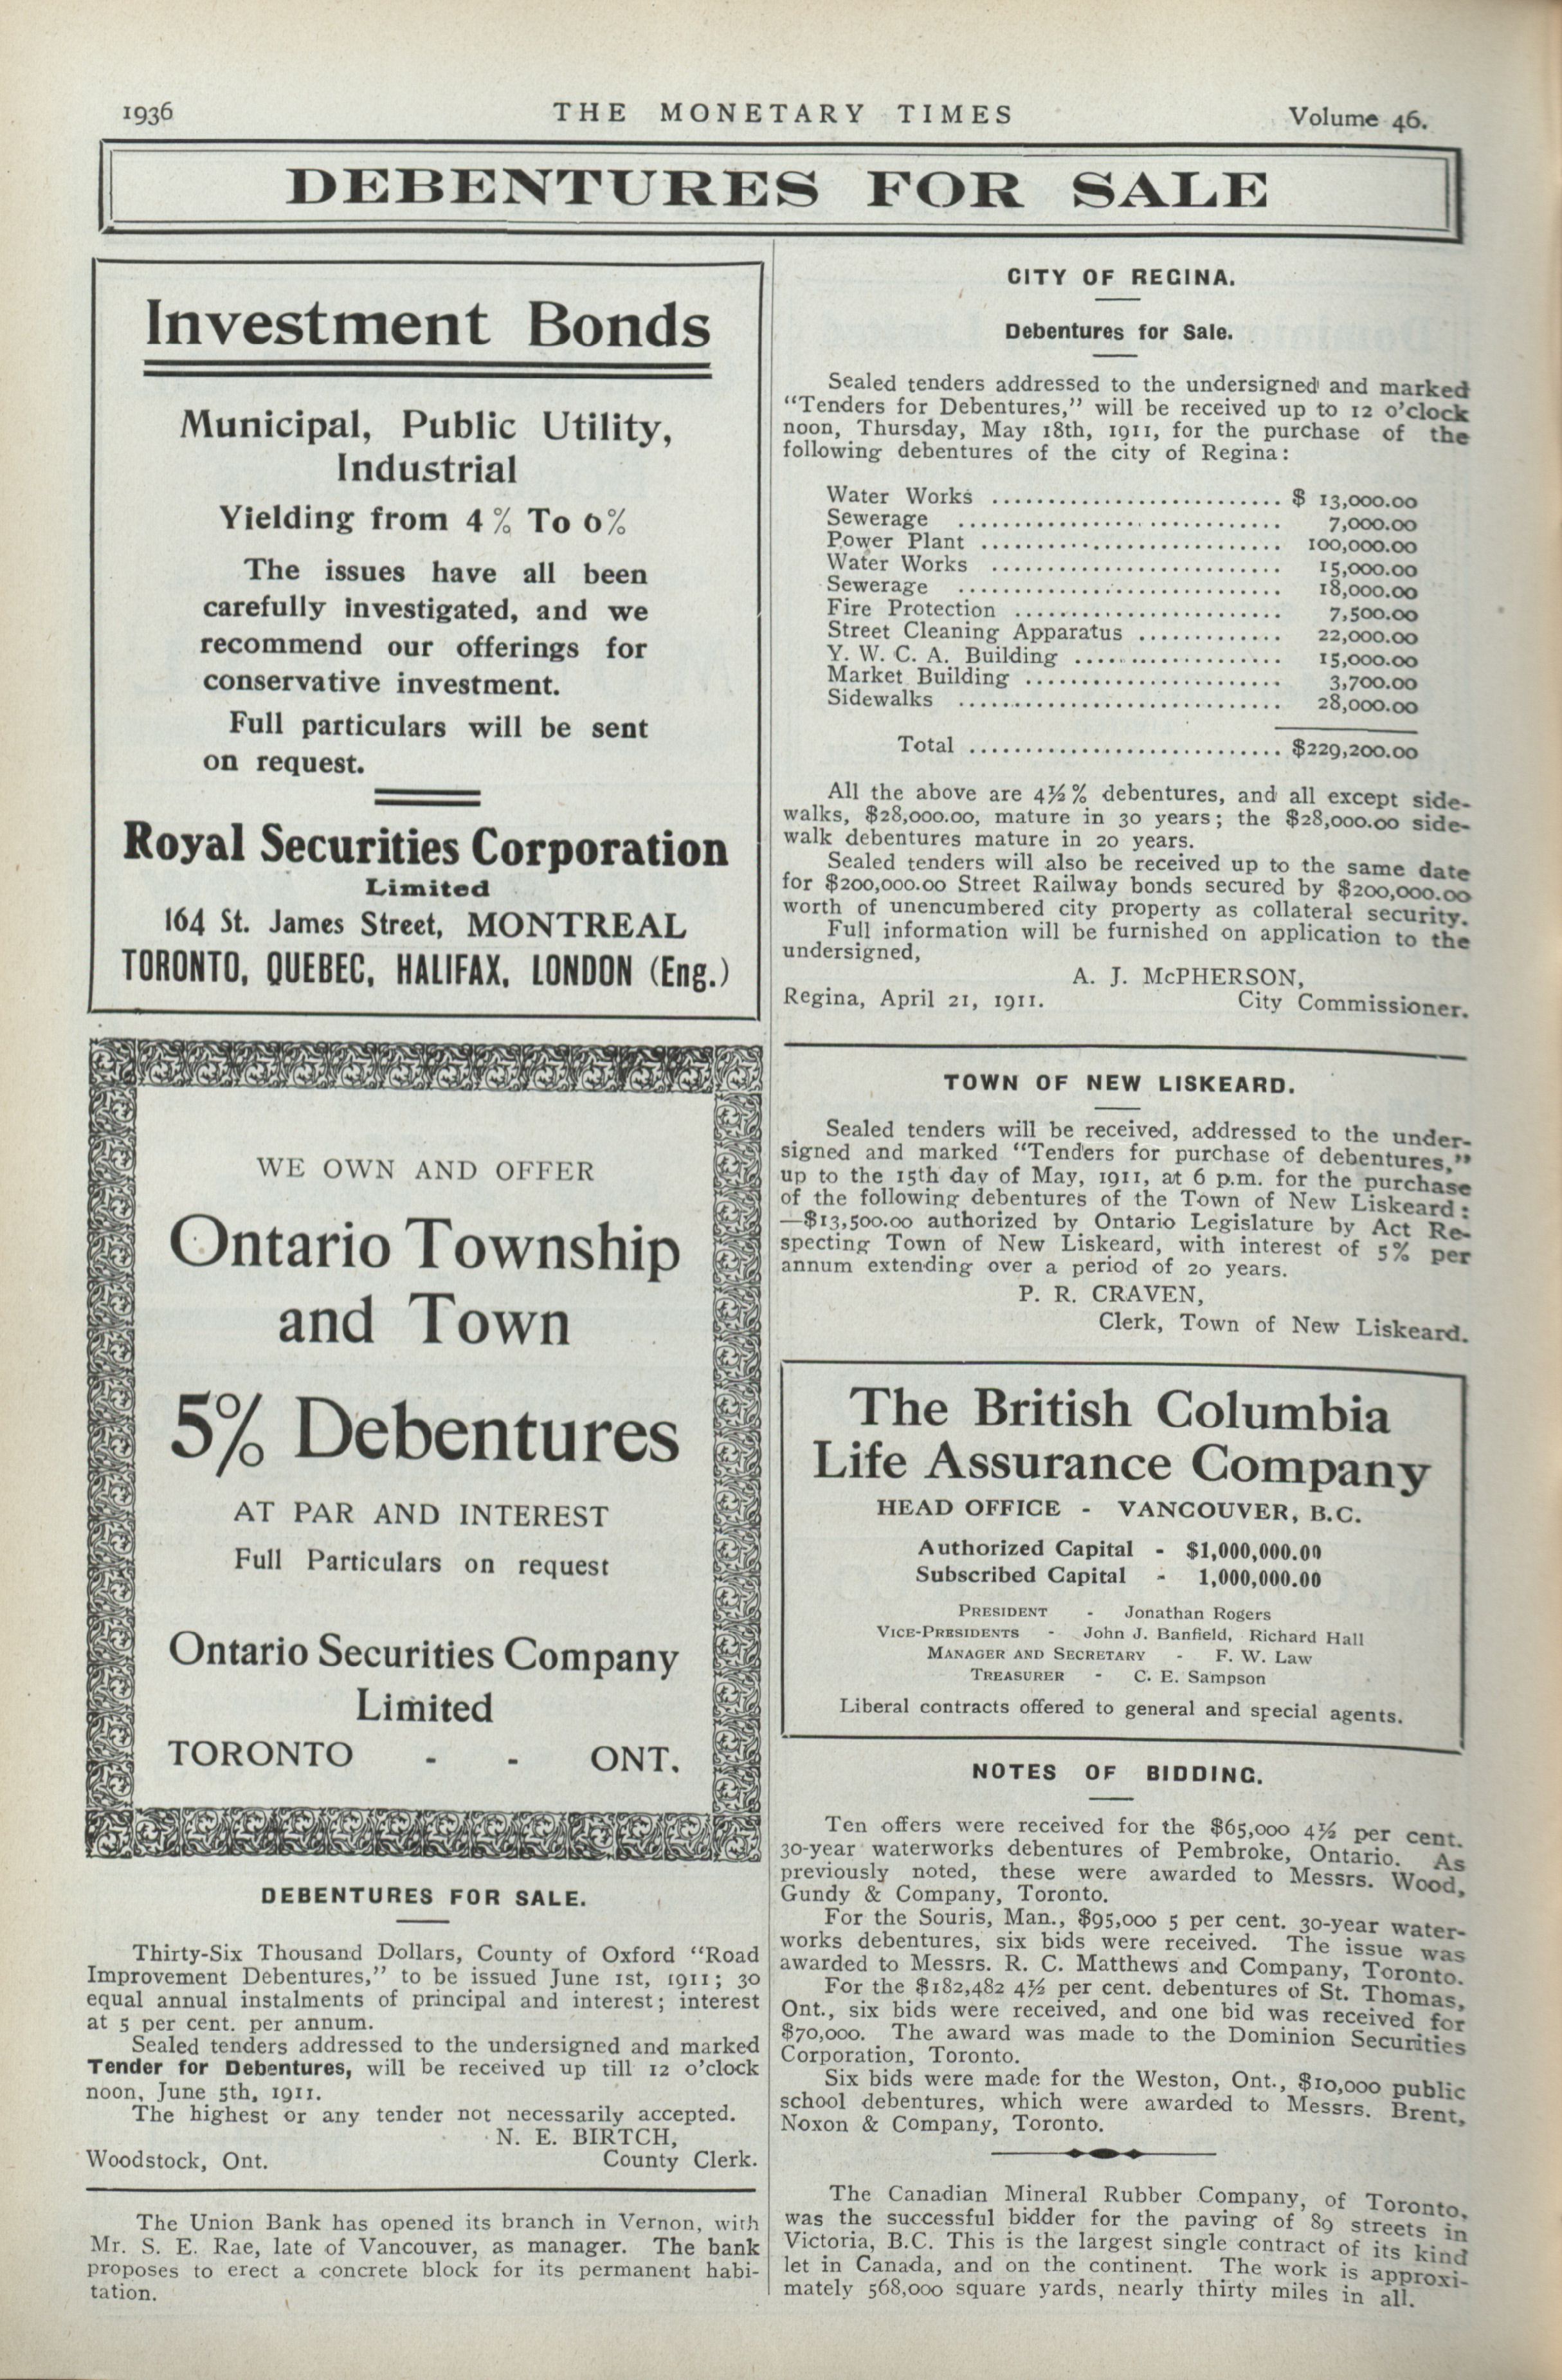 1936
THE MONETARY TIMES
Volume 46.
DEBENTURES FOR SALE
Investment Bonds
Municipal, Public Utility,
Industrial
Yielding from 4% To 6%
The issues have all been
carefully investigated, and we
recommend our offerings for
conservative investment.
Full particulars will be sent
on request.
Royal Securities Corporation
Limited
164 St. James Street, MONTREAL
TORONTO, QUEBEC, HALIFAX, LONDON (Eng.)
WE OWN AND OFFER
Ontario Township
and Town
5% Debentures
AT PAR AND INTEREST
Full Particulars on request
Ontario Securities Company
Limited
TORONTO - - ONT.
DEBENTURES FOR SALE.
Thirty-Six Thousand Dollars, County of Oxford "Road
Improvement Debentures," to be issued June 1st, 1911; 30
equal annual instalments of principal and interest; interest
at 5 per cent. per annum.
Sealed tenders addressed to the undersigned and marked
Tender for Debentures, will be received up till 12 o'clock
noon, June 5th, 1911.
The highest or any tender not necessarily accepted.
N. E. BIRTCH,
Woodstock, Ont. County Clerk.
The Union Bank has opened its branch in Vernon, with
Mr. S. E. Rae, late of Vancouver, as manager. The bank
proposes to erect a concrete block for its permanent habi-
tation.
CITY OF REGINA.
Debentures for Sale.
Sealed tenders addressed to the undersigned and marked
"Tenders for Debentures," will be received up to 12 o'clock
noon, Thursday, May 18th, 1911, for the purchase of the
following debentures of the city of Regina:
Water Works .......................... $ 13,000.00
Sewerage ............................. 7,000.00
Power Plant ........................... 100,000.00
Water Works .......................... 15,000.00
Sewerage ............................. 18,000.00
Fire Protection ........................ 7,500.00
Street Cleaning Apparatus ............. 22,000.00
Y. W. C. A. Building ................... 15,000.00
Market Building ....................... 3,700.00
Sidewalks ............................. 28,000.00
Total ............................ $229,200.00
All the above are 4½% debentures, and all except side-
walks, $28,000.00, mature in 30 years; the $28,000.00 side-
walk debentures mature in 20 years.
Sealed tenders will also be received up to the same date
for $200,000.00 Street Railway bonds secured by $200,000.00
worth of unencumbered city property as collateral security.
Full information will be furnished on application to the
undersigned,
A. J. McPHERSON,
Regina, April 21, 1911. City Commissioner.
TOWN OF NEW LISKEARD.
Sealed tenders will be received, addressed to the under-
signed and marked "Tenders for purchase of debentures,"
up to the 15th day of May, 1911, at 6 p.m. for the purchase
of the following debentures of the Town of New Liskeard:
—$13,500.00 authorized by Ontario Legislature by Act Re-
specting Town of New Liskeard, with interest of 5% per
annum extending over a period of 20 years.
P. R. CRAVEN,
Clerk, Town of New Liskeard.
The British Columbia
Life Assurance Company
HEAD OFFICE - VANCOUVER, B.C.
Authorized Capital - $1,000,000.00
Subscribed Capital - 1,000,000.00
PRESIDENT - Jonathan Rogers
VICE-PRESIDENTS - John J. Banfield, Richard Hall
MANAGER AND SECRETARY - F. W. Law
TREASURER - C. E. Sampson
Liberal contracts offered to general and special agents.
NOTES OF BIDDING.
Ten offers were received for the $65,000 4½ per cent.
30-year waterworks debentures of Pembroke, Ontario. As
previously noted, these were awarded to Messrs. Wood,
Gundy & Company, Toronto.
For the Souris, Man., $95,000 5 per cent. 30-year water-
works debentures, six bids were received. The issue was
awarded to Messrs. R. C. Matthews and Company, Toronto.
For the $182,482 4½ per cent. debentures of St. Thomas,
Ont., six bids were received, and one bid was received for
$70,000. The award was made to the Dominion Securities
Corporation, Toronto.
Six bids were made for the Weston, Ont., $10,000 public
school debentures, which were awarded to Messrs. Brent,
Noxon & Company, Toronto.
The Canadian Mineral Rubber Company, of Toronto,
was the successful bidder for the paving of 89 streets in
Victoria, B.C. This is the largest single contract of its kind
let in Canada, and on the continent. The work is approxi-
mately 568,000 square yards, nearly thirty miles in all.